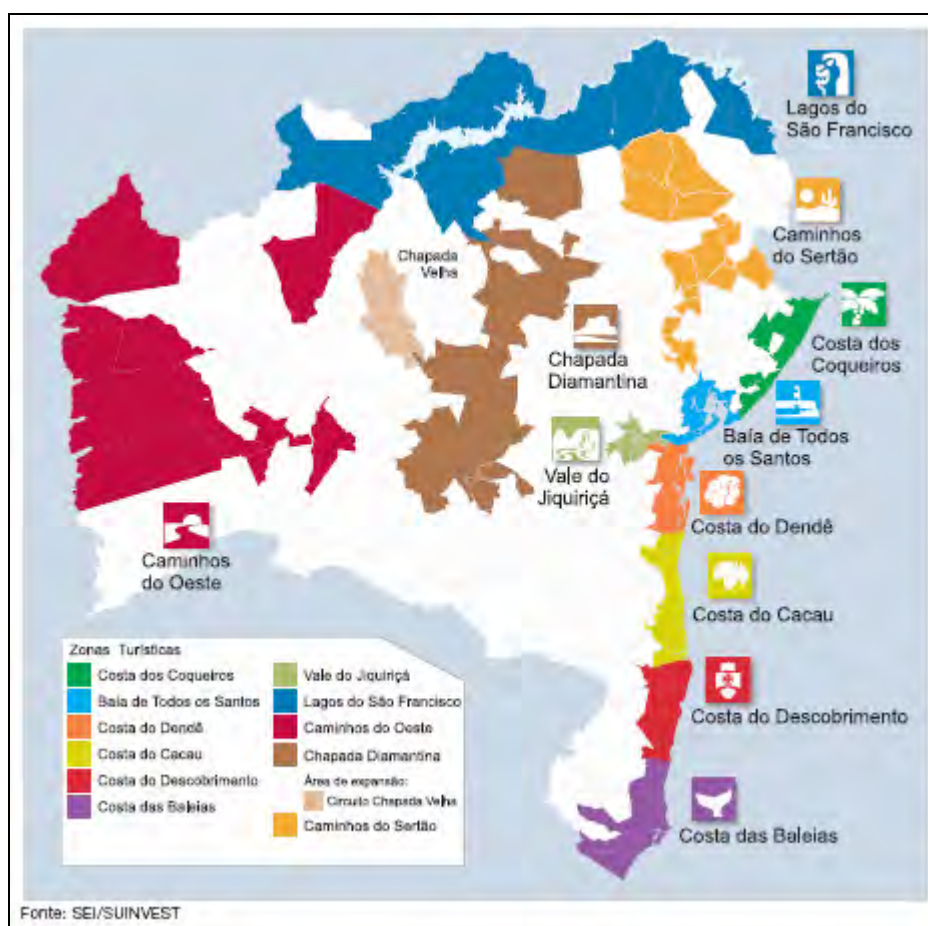 Lagos do
São Francisco
Caminhos
do Sertão
Chapada
Velha
Costa dos
Coqueiros
Chapada
Diamantina
Baía de Todos
os Santos
Vale do
Jiquiriçá
Costa do Dendê
Caminhos
do Oeste
Costa do Cacau
Costa do Descobrimento
Costa das Baleias
Zonas Turísticas
Costa dos Coqueiros
Baía de Todos os Santos
Costa do Dendê
Costa do Cacau
Costa do Descobrimento
Costa das Baleias
Vale do Jiquiriçá
Lagos do São Francisco
Caminhos do Oeste
Chapada Diamantina
Área de expansão:
Circuito Chapada Velha
Caminhos do Sertão
Fonte: SEI/SUINVEST